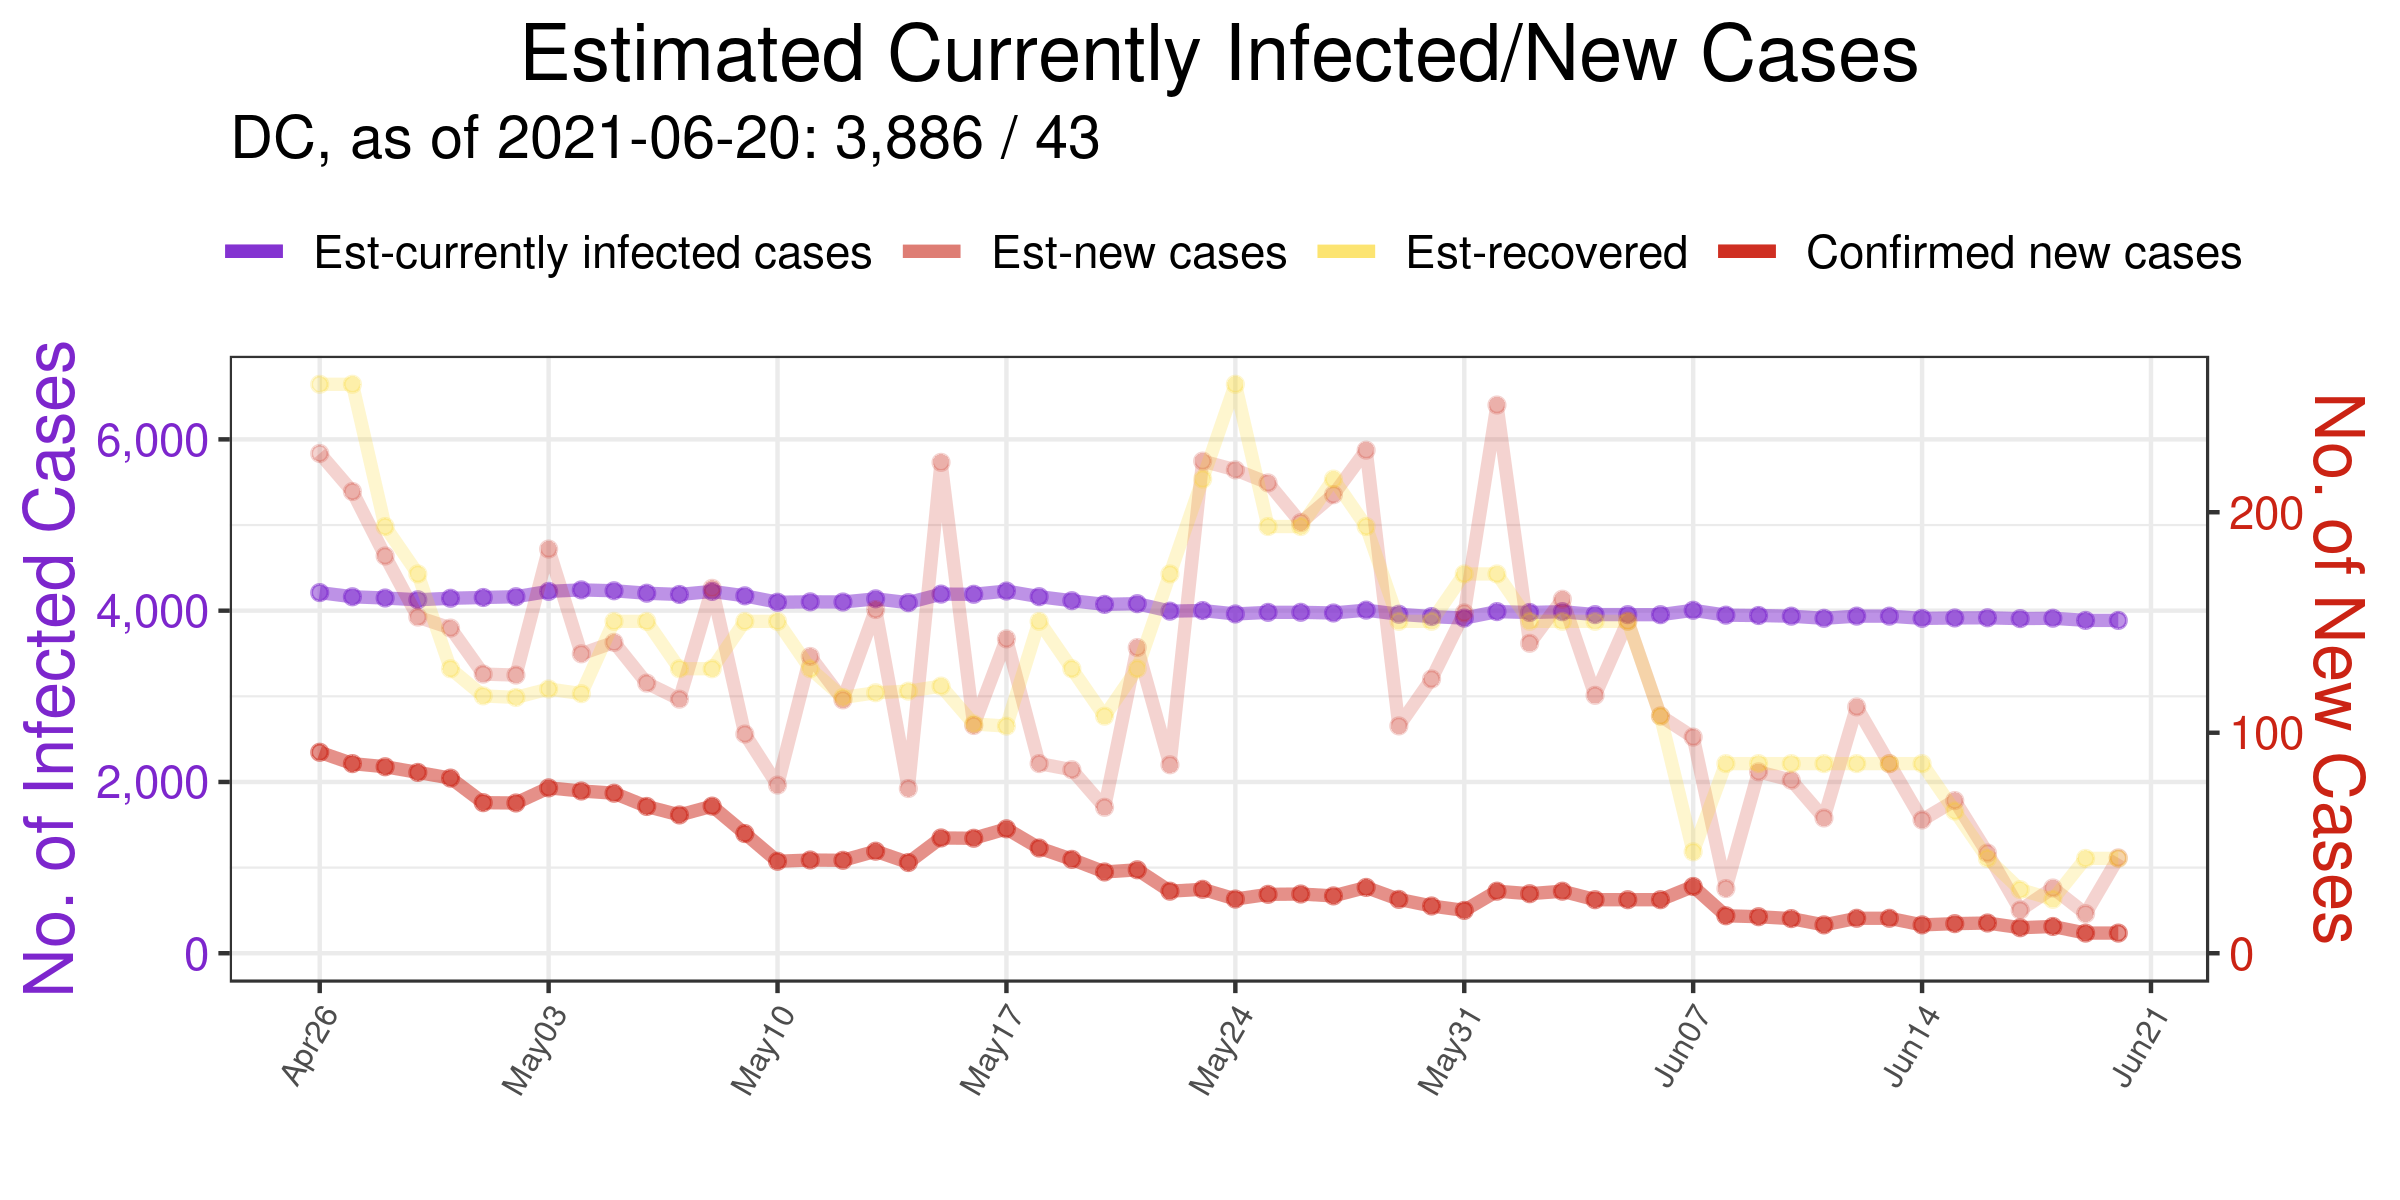 Estimated Currently Infected/New Cases
DC, as of 2021-06-20: 3,886 / 43
Est-currently infected cases Est-new cases Est-recovered Confirmed new cases
No. of Infected Cases
6,000
4,000
2,000
0
200
100
0
No. of New Cases
Apr26 May03 May10 May17 May24 May31 Jun07 Jun14 Jun21